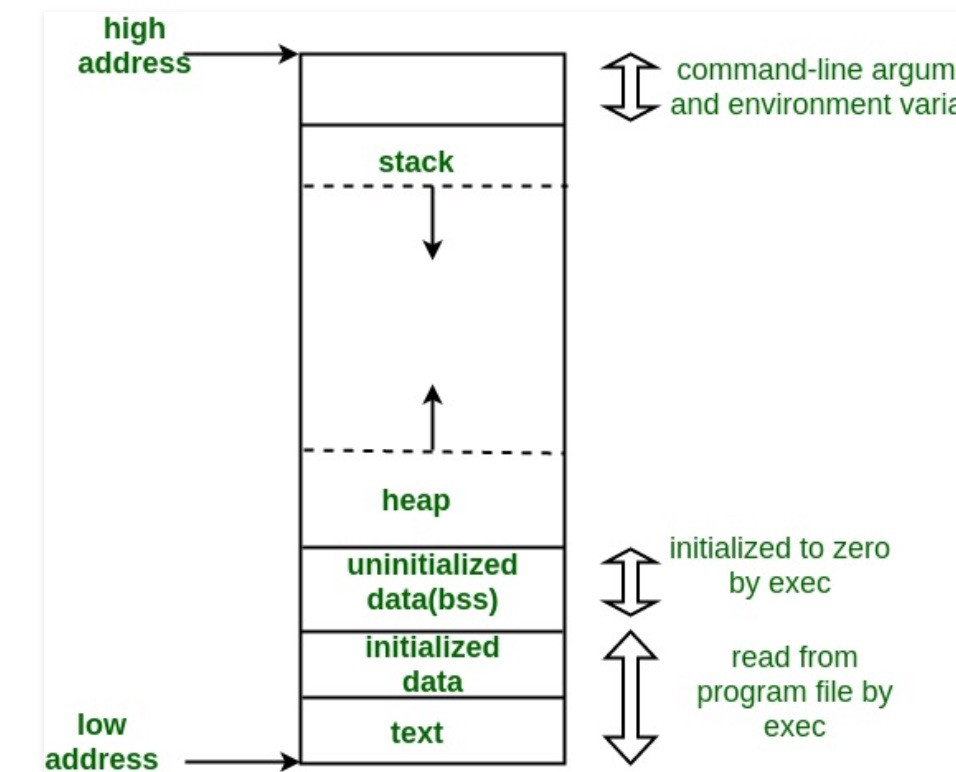 high
address
command-line argum
and environment varia
stack
heap
uninitialized
data(bss)
initialized to zero
by exec
initialized
data
read from
program file by
exec
text
low
address